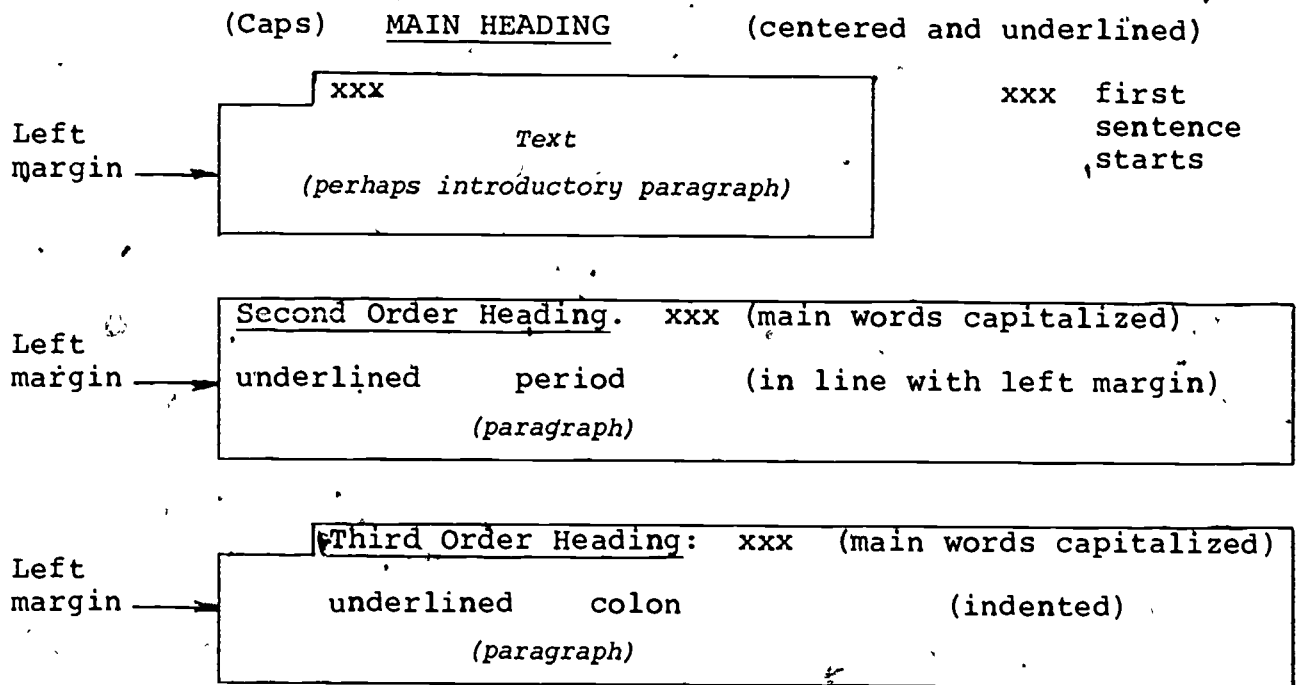 (Caps) MAIN HEADING (centered and underlined)
xxx
xxx first
sentence
starts
Left
margin
Text
(perhaps introductory paragraph)
Second Order Heading. xxx (main words capitalized)
Left
margin
underlined period (in line with left margin)
(paragraph)
Third Order Heading: xxx (main words capitalized)
Left
margin
underlined colon (indented)
(paragraph)